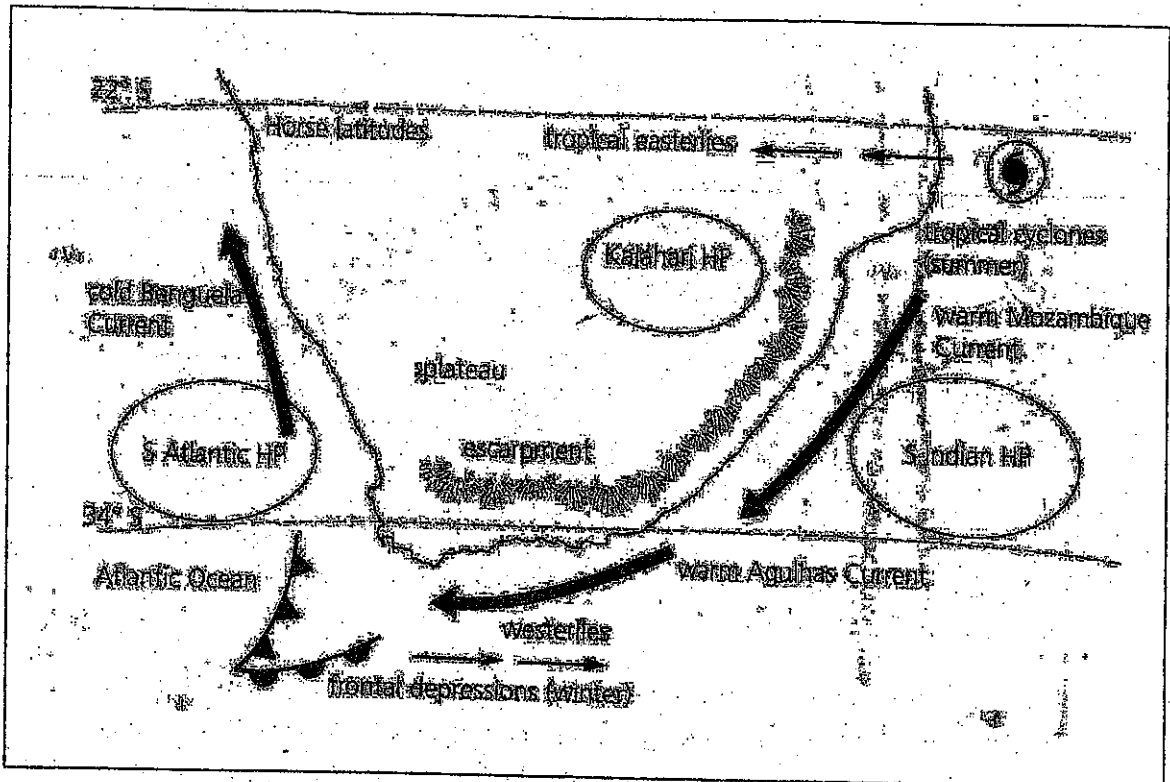 22° S
Horse latitudes
tropical easterlies
Kalahari HP
tropical cyclones
(summer)
cold Benguela
Current
warm Mozambique
Current
plateau
S Atlantic HP
escarpment
S Indian HP
34° S
Atlantic Ocean
warm Agulhas Current
westerlies
frontal depressions (winter)